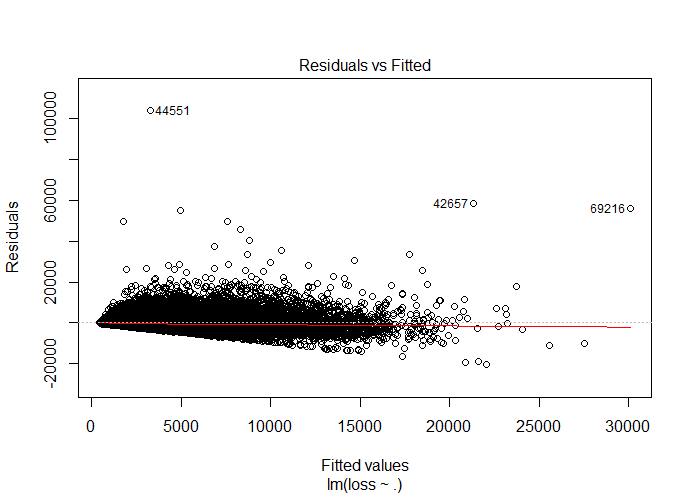 Residuals vs Fitted
Residuals
100000
60000
20000
-20000
44551
42657
69216
0 5000 10000 15000 20000 25000 30000
Fitted values
lm(loss ~ .)